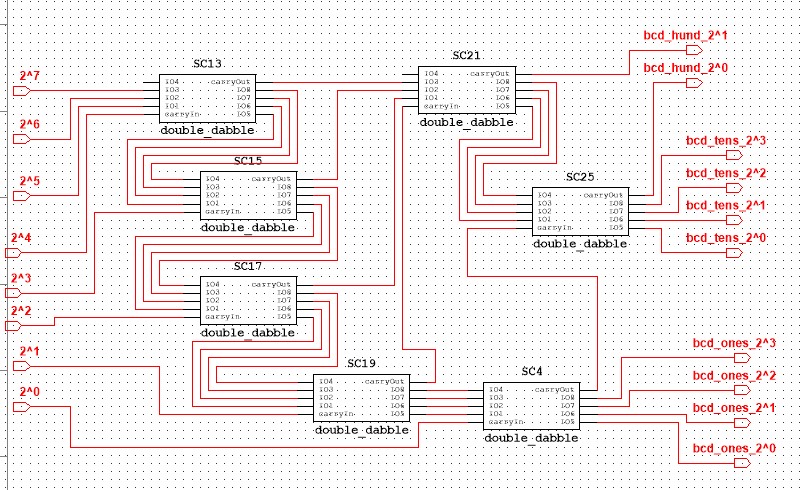 bcd_hund_2^1
SC13
SC21
2^7
bcd_hund_2^0
IO4 carryOut
IO3 IO8
IO2 IO7
IO1 IO6
carryIn IO5
double_dabble
IO4 carryOut
IO3 IO8
IO2 IO7
IO1 IO6
carryIn IO5
double_dabble
2^6
bcd_tens_2^3
SC15
SC25
bcd_tens_2^2
2^5
IO4 carryOut
IO3 IO8
IO2 IO7
IO1 IO6
carryIn IO5
double_dabble
IO4 carryOut
IO3 IO8
IO2 IO7
IO1 IO6
carryIn IO5
double_dabble
bcd_tens_2^1
2^4
bcd_tens_2^0
SC17
2^3
IO4 carryOut
IO3 IO8
IO2 IO7
IO1 IO6
carryIn IO5
double_dabble
2^2
2^1
bcd_ones_2^3
SC19
SC4
bcd_ones_2^2
2^0
IO4 carryOut
IO3 IO8
IO2 IO7
IO1 IO6
carryIn IO5
double_dabble
IO4 carryOut
IO3 IO8
IO2 IO7
IO1 IO6
carryIn IO5
double_dabble
bcd_ones_2^1
bcd_ones_2^0